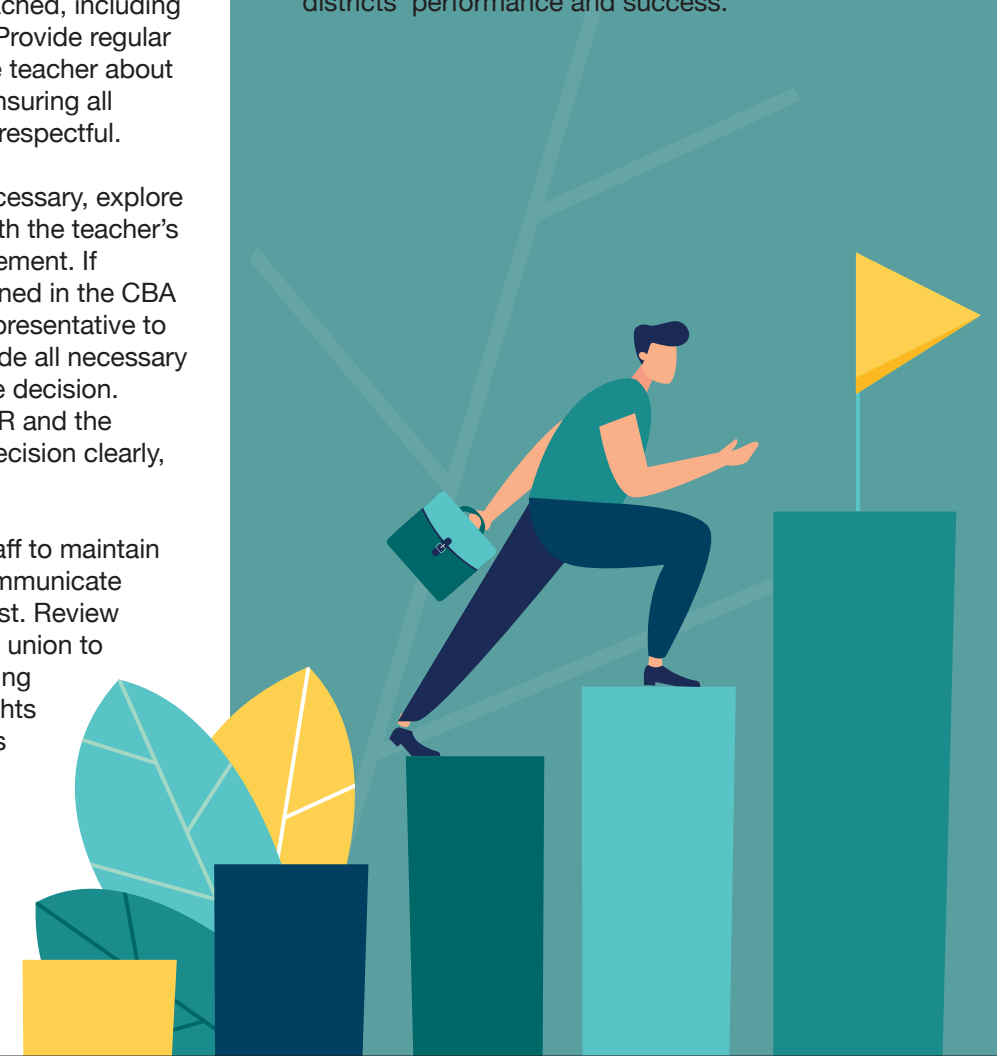 ched, including
Provide regular
e teacher about
nsuring all
respectful.
cessary, explore
th the teacher's
ement. If
ned in the CBA
presentative to
de all necessary
e decision.
R and the
ecision clearly,
aff to maintain
mmunicate
st. Review
union to
ng
hts
s
districts' performance and success.